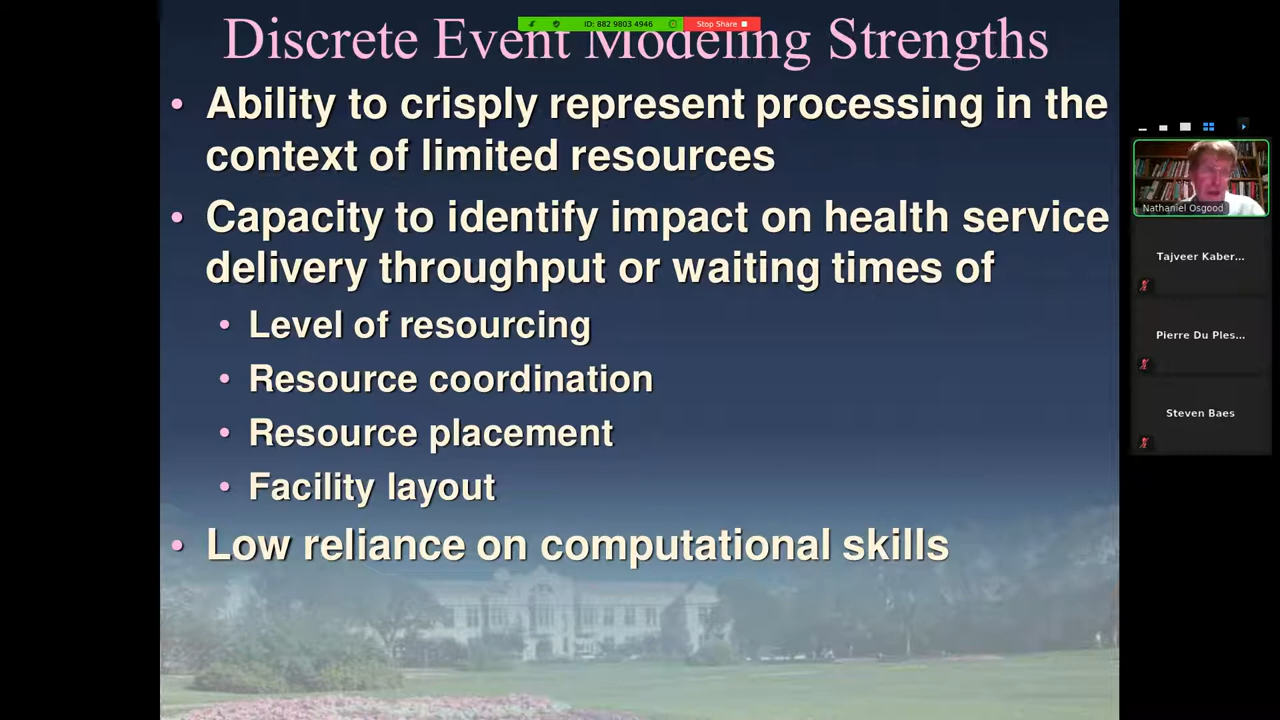 ID: 882 9803 4946
Stop Share
Discrete Event Modeling Strengths
• Ability to crisply represent processing in the
context of limited resources
• Capacity to identify impact on health service
delivery throughput or waiting times of
• Level of resourcing
• Resource coordination
• Resource placement
• Facility layout
• Low reliance on computational skills
Nathaniel Osgood
Tajveer Kaber...
Pierre Du Ples...
Steven Baes